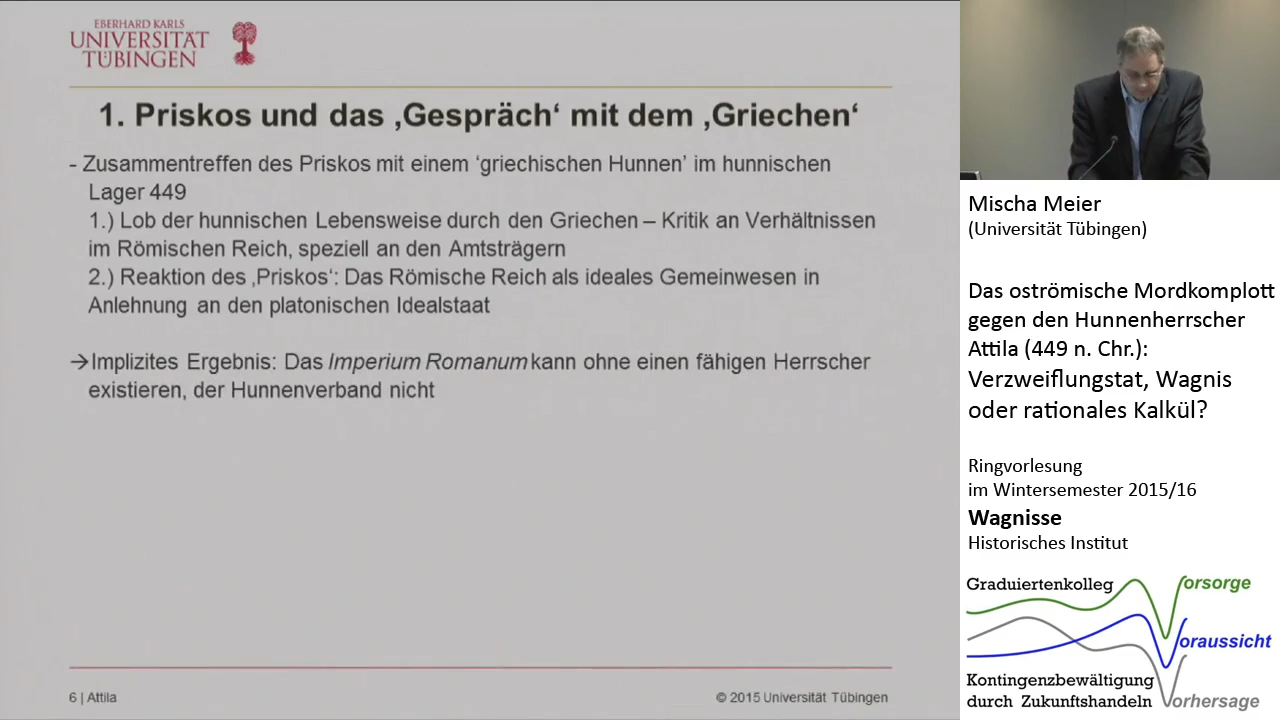 EBERHARD KARLS
UNIVERSITÄT
TÜBINGEN
1. Priskos und das ‚Gespräch‘ mit dem ‚Griechen‘
- Zusammentreffen des Priskos mit einem ‘griechischen Hunnen’ im hunnischen
Lager 449
1.) Lob der hunnischen Lebensweise durch den Griechen – Kritik an Verhältnissen
im Römischen Reich, speziell an den Amtsträgern
2.) Reaktion des ‚Priskos‘: Das Römische Reich als ideales Gemeinwesen in
Anlehnung an den platonischen Idealstaat
→Implizites Ergebnis: Das Imperium Romanum kann ohne einen fähigen Herrscher
existieren, der Hunnenverband nicht
6 | Attila
© 2015 Universität Tübingen
Mischa Meier
(Universität Tübingen)
Das oströmische Mordkomplott
gegen den Hunnenherrscher
Attila (449 n. Chr.):
Verzweiflungstat, Wagnis
oder rationales Kalkül?
Ringvorlesung
im Wintersemester 2015/16
Wagnisse
Historisches Institut
Graduiertenkolleg
Vorsorge
Voraussicht
Kontingenzbewältigung
durch Zukunftshandeln
Vorhersage